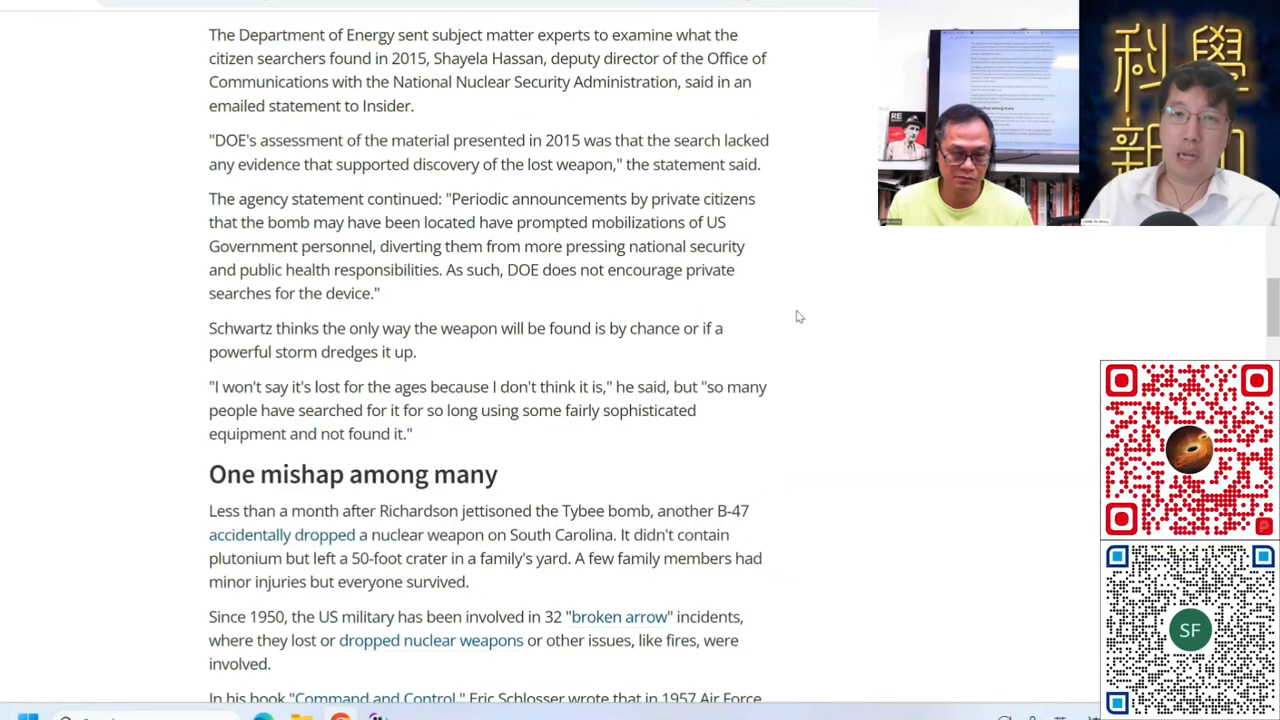 The Department of Energy sent subject matter experts to examine what the
citizen search found in 2015, Shayela Hassan, deputy director of the office of
Communications for the National Nuclear Security Administration, said in an
emailed statement to Insider.
"DOE's assessment of the material presented in April 2015 was that the search lacked
any evidence that supported discovery of the lost weapon," the statement said.
The agency statement continued: "Periodic announcements by private citizens
that the bomb may have been located have prompted mobilizations of US
Government personnel, diverting them from more pressing national security
and public health responsibilities. As such, DOE does not encourage private
searches for the device."
Schwartz thinks the only way the weapon will be found is by chance or if a
powerful storm dredges it up.
"I won't say it's lost for the ages because I don't think it is," he said, but "so many
people have searched for it for so long using some fairly sophisticated
equipment and not found it."
One mishap among many
Less than a month after Richardson jettisoned the Tybee bomb, another B-47
accidentally dropped a nuclear weapon in South Carolina. It didn't contain
plutonium but left a 50-foot crater in a family's yard. A few family members had
minor injuries but everyone survived.
Since 1950, the US military has been involved in 32 "broken arrow" incidents,
where they lost or dropped nuclear weapons or other issues, like fires, were
involved.
In his book "Command and Control," Eric Schlosser wrote that in 1957 Air Force
科學
新
RE
SF